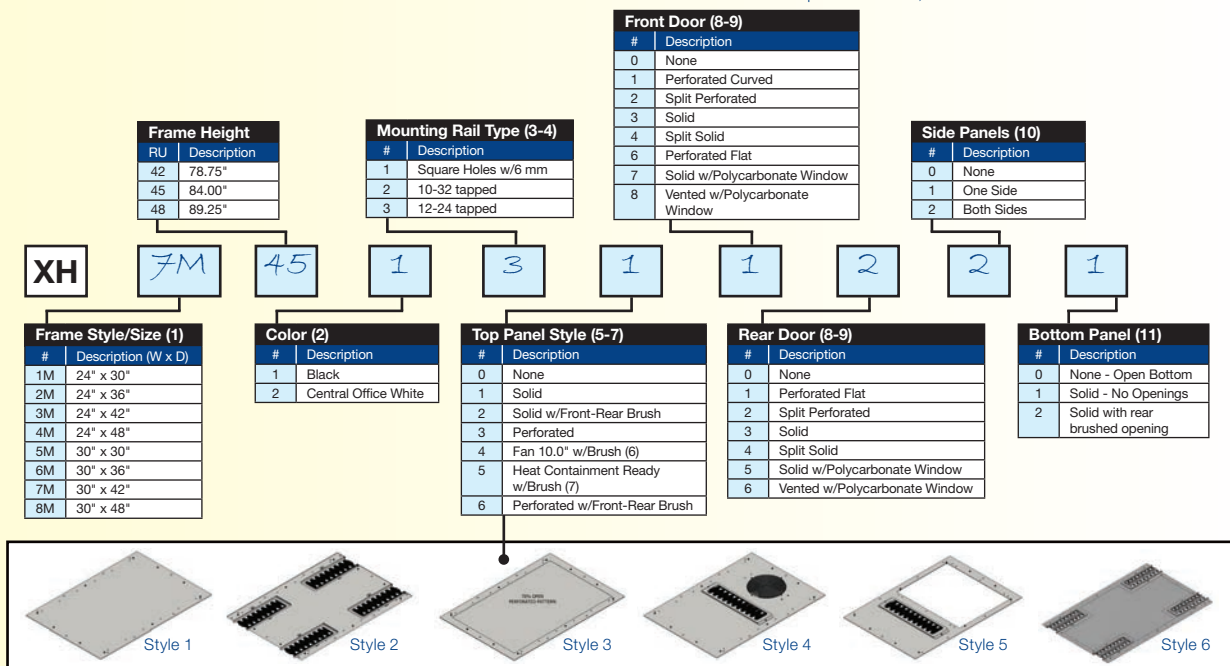 Front Door (8-9)
# Description
0 None
1 Perforated Curved
2 Split Perforated
3 Solid
4 Split Solid
6 Perforated Flat
7 Solid w/Polycarbonate Window
8 Vented w/Polycarbonate
Window
Frame Height
RU Description
42 78.75"
45 84.00"
48 89.25"
Mounting Rail Type (3-4)
# Description
1 Square Holes w/6 mm
2 10-32 tapped
3 12-24 tapped
Side Panels (10)
# Description
0 None
1 One Side
2 Both Sides
XH 7M 45 1 3 1 1 2 2 1
Frame Style/Size (1)
# Description (W x D)
1M 24" x 30"
2M 24" x 36"
3M 24" x 42"
4M 24" x 48"
5M 30" x 30"
6M 30" x 36"
7M 30" x 42"
8M 30" x 48"
Color (2)
# Description
1 Black
2 Central Office White
Top Panel Style (5-7)
# Description
0 None
1 Solid
2 Solid w/Front-Rear Brush
3 Perforated
4 Fan 10.0" w/Brush (6)
5 Heat Containment Ready
w/Brush (7)
6 Perforated w/Front-Rear Brush
Rear Door (8-9)
# Description
0 None
1 Perforated Flat
2 Split Perforated
3 Solid
4 Split Solid
5 Solid w/Polycarbonate Window
6 Vented w/Polycarbonate Window
Bottom Panel (11)
# Description
0 None - Open Bottom
1 Solid - No Openings
2 Solid with rear
brushed opening
PERFORATED PATTERN
Style 1 Style 2 Style 3 Style 4 Style 5 Style 6